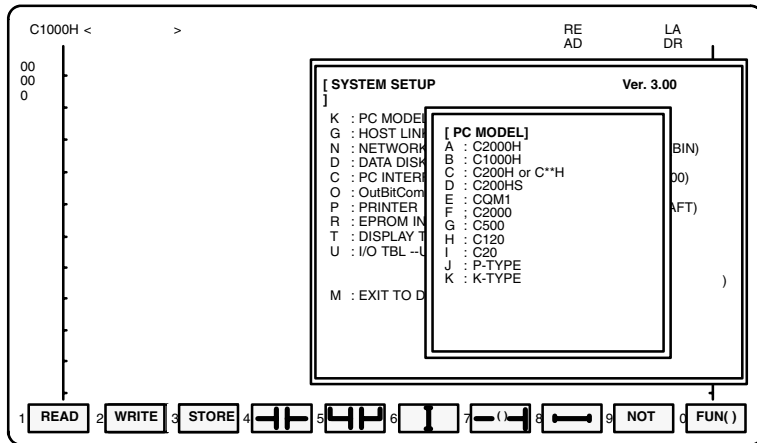 C1000H < >
RE
AD
LA
DR
00
00
0
[ SYSTEM SETUP Ver. 3.00
]
K : PC MODEL
G : HOST LIN
N : NETWORK BIN)
D : DATA DISK
C : PC INTER 00)
O : OutBitCom
P : PRINTER AFT)
R : EPROM IN
T : DISPLAY T
U : I/O TBL --U
)
M : EXIT TO D
[ PC MODEL]
A : C2000H
B : C1000H
C : C200H or C**H
D : C200HS
E : CQM1
F ; C2000
G : C500
H : C120
I : C20
J : P-TYPE
K : K-TYPE
1 READ 2 WRITE 3 STORE 4 5 6 7 ( ) 8 9 NOT 0 FUN( )